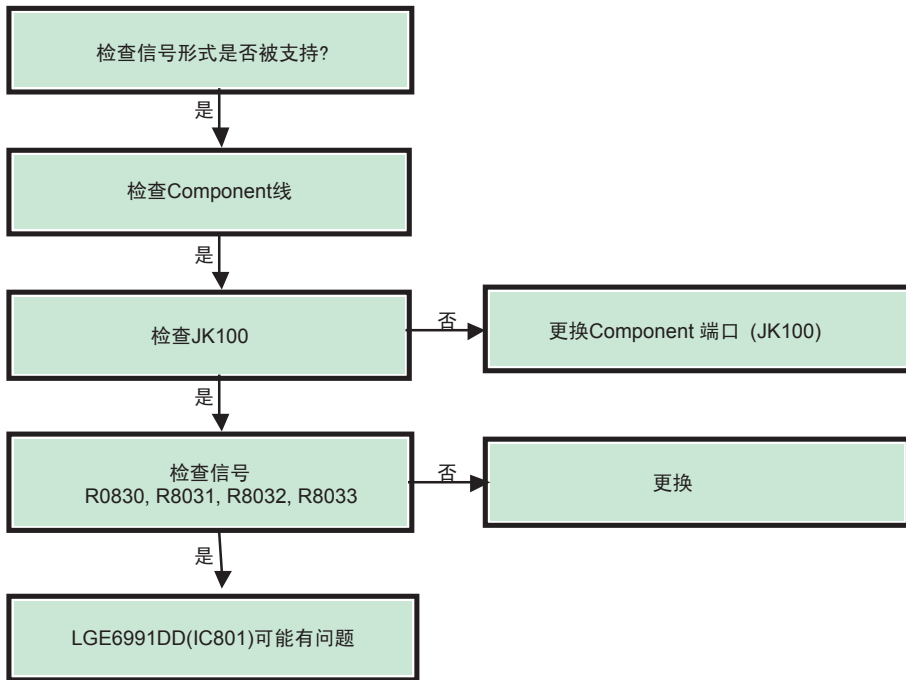 检查信号形式是否被支持?
是
检查Component线
是
检查JK100
否
更换Component 端口 (JK100)
是
检查信号
R0830, R8031, R8032, R8033
否
更换
是
LGE6991DD(IC801)可能有问题